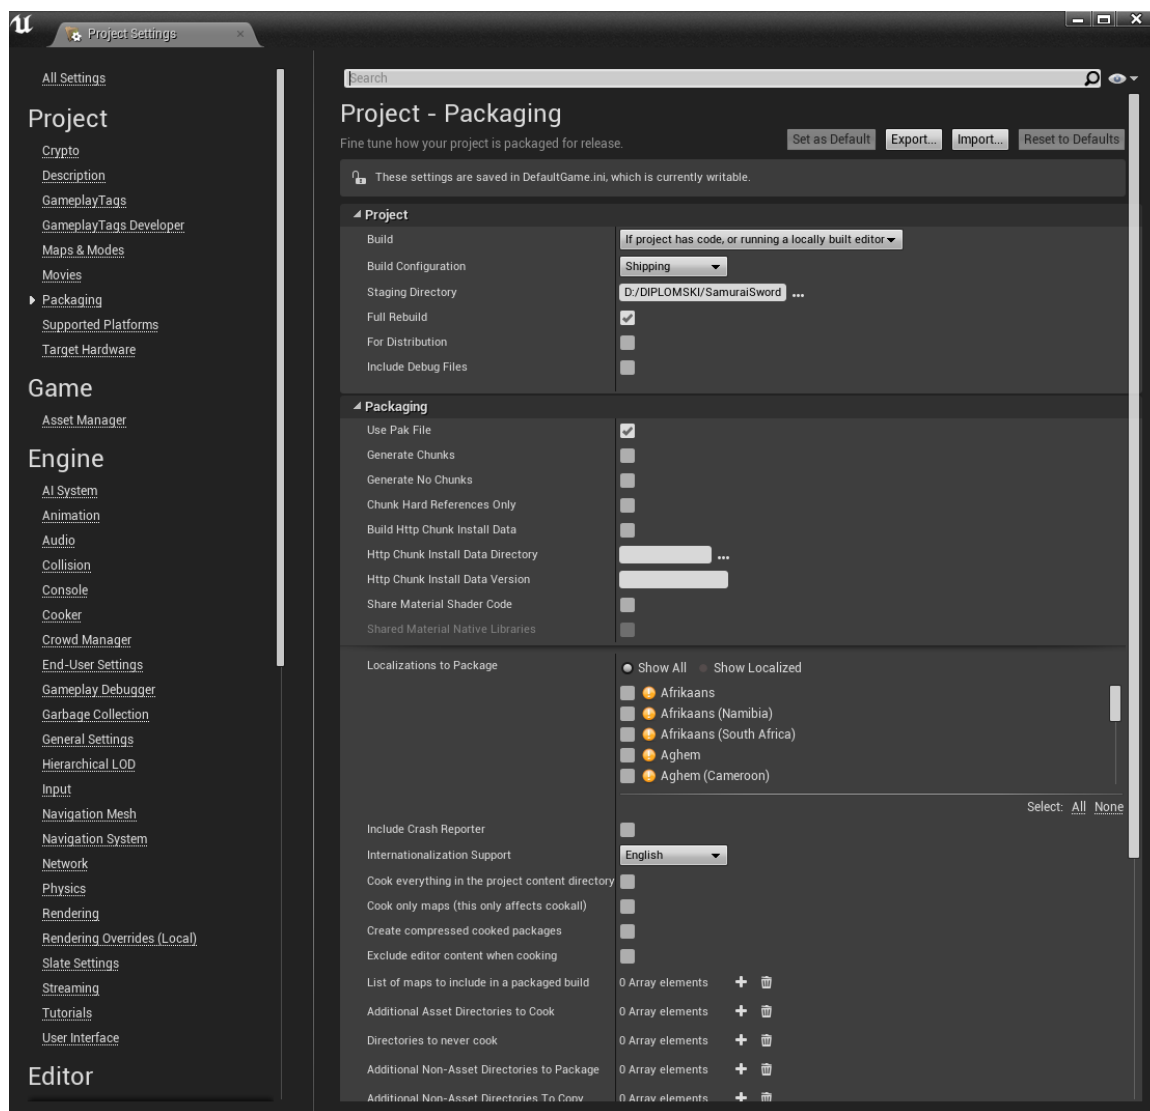 Project Settings
All Settings
Project
Crypto
Description
GameplayTags
GameplayTags Developer
Maps & Modes
Movies
Packaging
Supported Platforms
Target Hardware
Game
Asset Manager
Engine
AI System
Animation
Audio
Collision
Console
Cooker
Crowd Manager
End-User Settings
Gameplay Debugger
Garbage Collection
General Settings
Hierarchical LOD
Input
Navigation Mesh
Navigation System
Network
Physics
Rendering
Rendering Overrides (Local)
Slate Settings
Streaming
Tutorials
User Interface
Editor
Search
Project - Packaging
Fine tune how your project is packaged for release.
Set as Default Export... Import... Reset to Defaults
These settings are saved in DefaultGame.ini, which is currently writable.
Project
Build If project has code, or running a locally built editor
Build Configuration Shipping
Staging Directory D:/DIPLOMSKI/SamuraiSword ...
Full Rebuild
For Distribution
Include Debug Files
Packaging
Use Pak File
Generate Chunks
Generate No Chunks
Chunk Hard References Only
Build Http Chunk Install Data
Http Chunk Install Data Directory ...
Http Chunk Install Data Version
Share Material Shader Code
Shared Material Native Libraries
Localizations to Package Show All Show Localized
Afrikaans
Afrikaans (Namibia)
Afrikaans (South Africa)
Aghem
Aghem (Cameroon)
Select: All None
Include Crash Reporter
Internationalization Support English
Cook everything in the project content directory
Cook only maps (this only affects cookall)
Create compressed cooked packages
Exclude editor content when cooking
List of maps to include in a packaged build 0 Array elements
Additional Asset Directories to Cook 0 Array elements
Directories to never cook 0 Array elements
Additional Non-Asset Directories to Package 0 Array elements
Additional Non-Asset Directories To Copy 0 Array elements